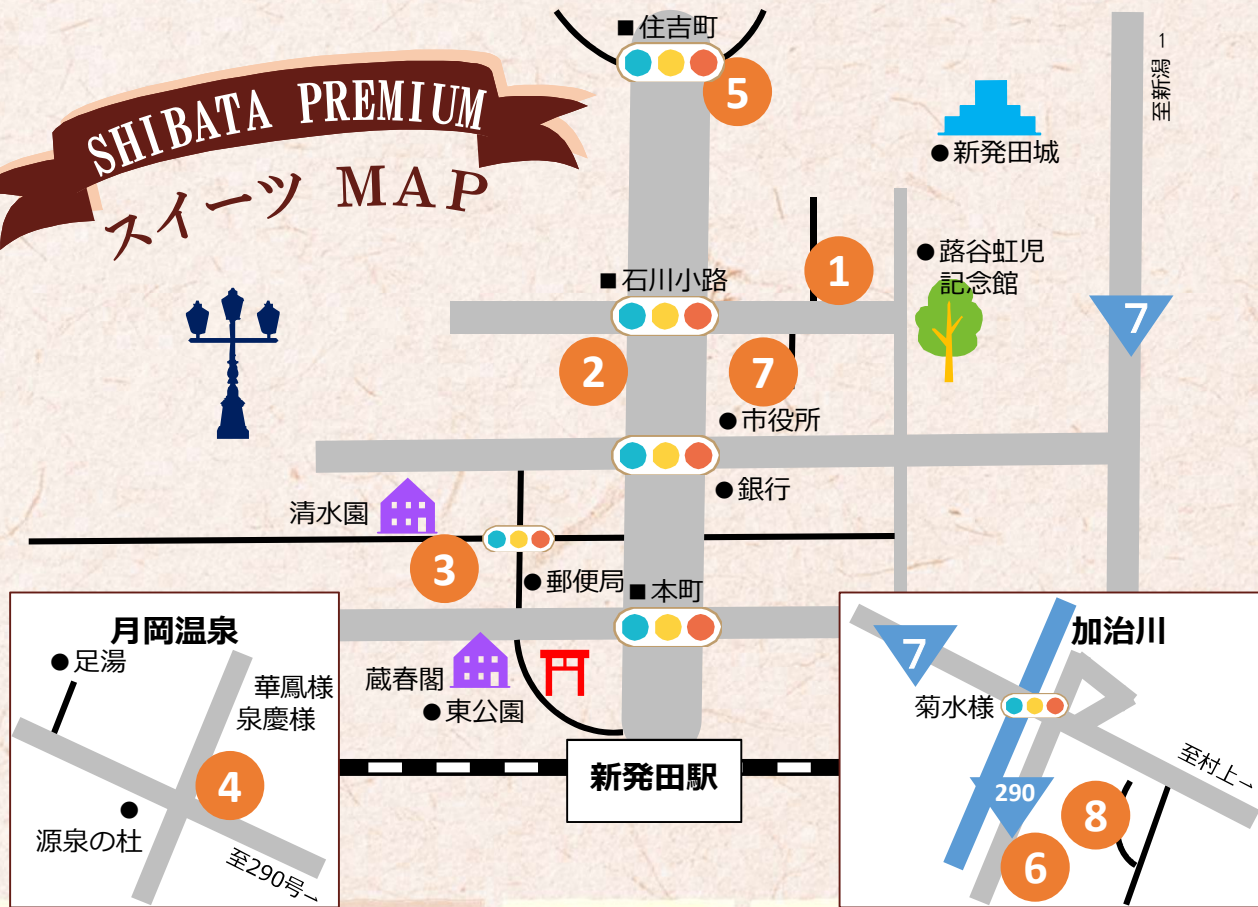 SHIBATA PREMIUM
スイーツ MAP
■ 住吉町
5
至新潟→
● 新発田城
1
● 蕗谷虹児
記念館
■ 石川小路
7
2
7
● 市役所
● 銀行
清水園
3
● 郵便局
■ 本町
蔵春閣
● 東公園
新発田駅
月岡温泉
● 足湯
華鳳様
泉慶様
4
●
源泉の杜
至290号→
加治川
7
菊水様
至村上→
290
8
6